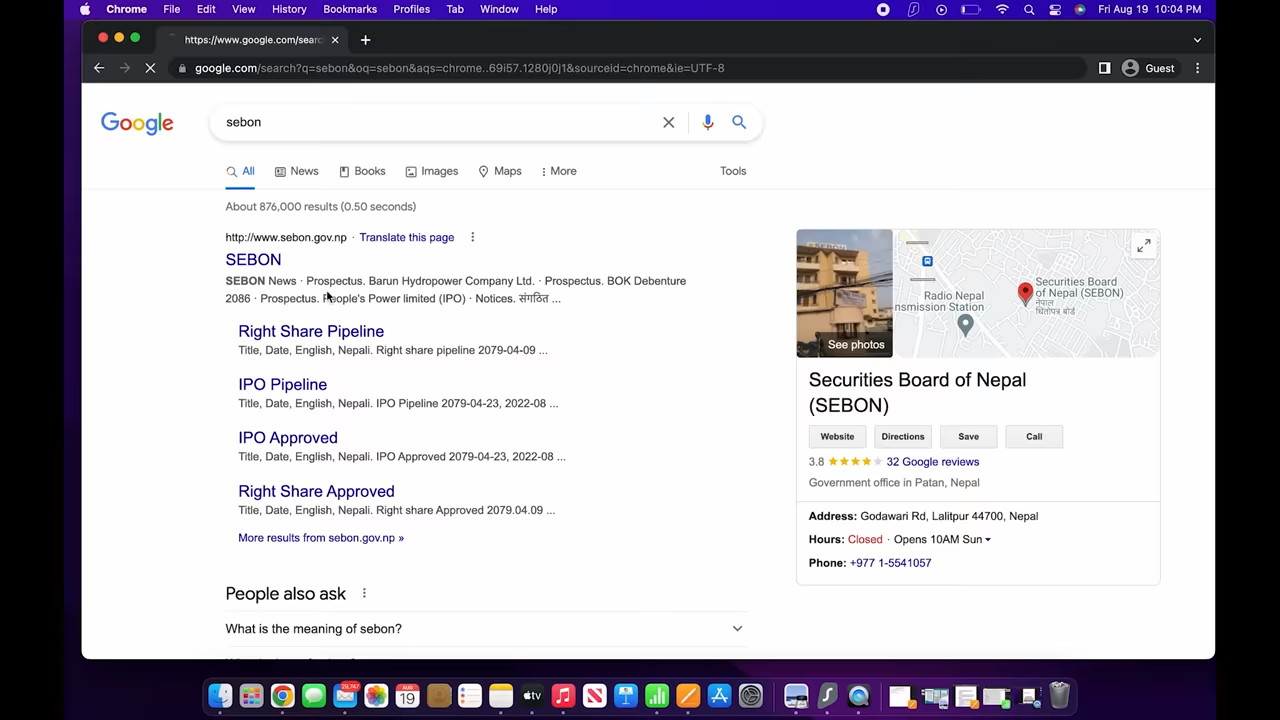 Chrome File Edit View History Bookmarks Profiles Tab Window Help Fri Aug 19 10:04 PM
https://www.google.com/searc
google.com/search?q=sebon&oq=sebon&aqs=chrome..69i57.1280j0j1&sourceid=chrome&ie=UTF-8 Guest
Google sebon
All News Books Images Maps More Tools
About 876,000 results (0.50 seconds)
http://www.sebon.gov.np · Translate this page
SEBON
SEBON News · Prospectus. Barun Hydropower Company Ltd. · Prospectus. BOK Debenture
2086 · Prospectus. People's Power limited (IPO) · Notices. संगठित ...
Right Share Pipeline
Title, Date, English, Nepali. Right share pipeline 2079-04-09 ...
IPO Pipeline
Title, Date, English, Nepali. IPO Pipeline 2079-04-23, 2022-08 ...
IPO Approved
Title, Date, English, Nepali. IPO Approved 2079-04-23, 2022-08 ...
Right Share Approved
Title, Date, English, Nepali. Right share Approved 2079.04.09 ...
More results from sebon.gov.np »
People also ask
What is the meaning of sebon?
SEBON
Radio Nepal
nsmission Station
Securities Board
of Nepal (SEBON)
नेपाल
धितोपत्र बोर्ड
See photos
Securities Board of Nepal
(SEBON)
Website Directions Save Call
3.8 32 Google reviews
Government office in Patan, Nepal
Address: Godawari Rd, Lalitpur 44700, Nepal
Hours: Closed · Opens 10AM Sun
Phone: +977 1-5541057
29,747
AUG
19
tv